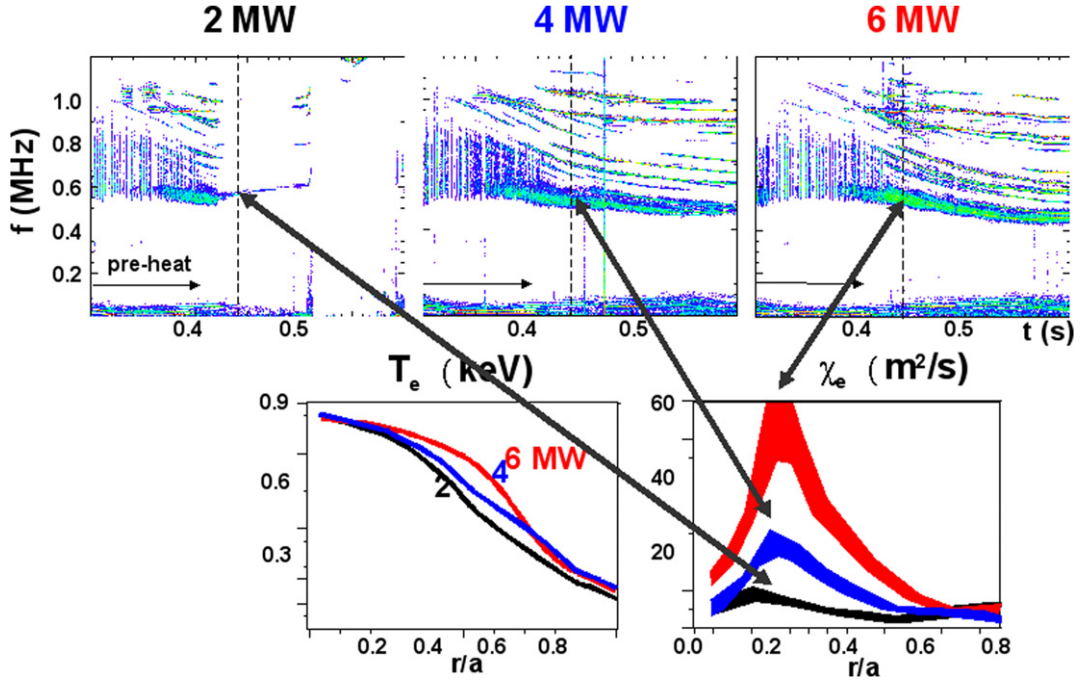 2 MW 4 MW 6 MW
f (MHz)
1.0
0.8
0.6
0.4
0.2
pre-heat
0.4 0.5 0.4 0.5 0.4 0.5 t (s)
Te (keV)
0.9
0.6
0.3
6 MW
4
2
0.2 0.4 0.6 0.8
r/a
χe (m²/s)
60
40
20
0.0 0.2 0.4 0.6 0.8
r/a